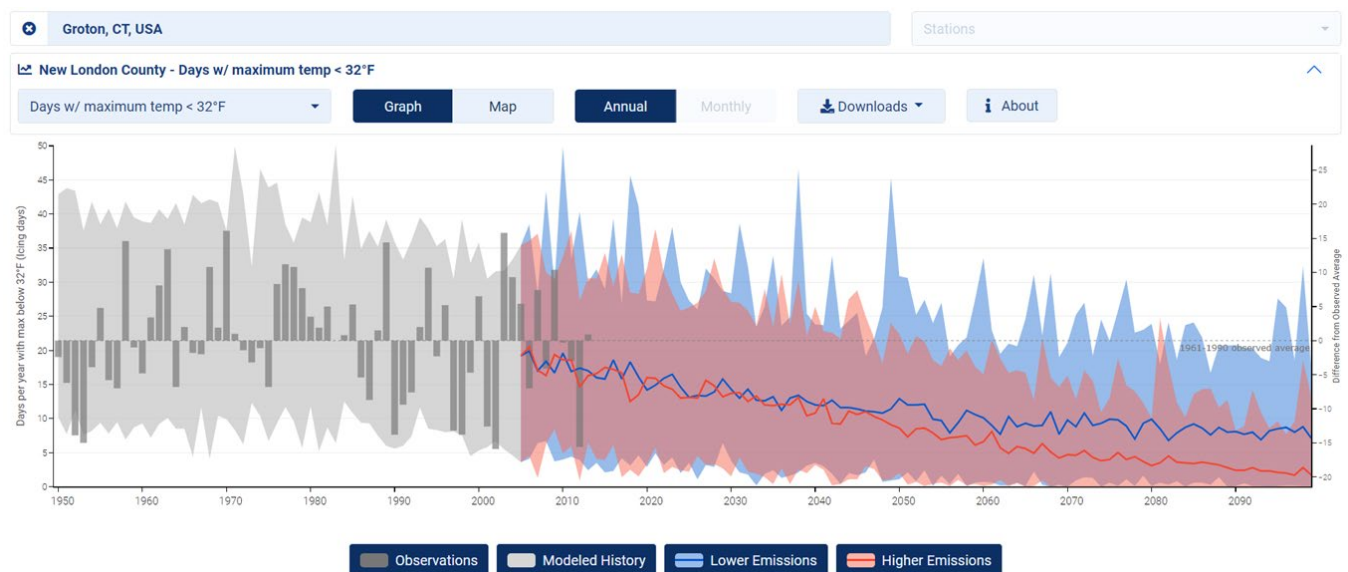 Groton, CT, USA
Stations
New London County - Days w/ maximum temp < 32°F
Days w/ maximum temp < 32°F
Graph Map
Annual Monthly
Downloads
i About
Days per year with max below 32°F (Icing days)
50
45
40
35
30
25
20
15
10
5
0
25
20
15
10
5
0
-5
-10
-15
-20
Difference from Observed Average
1961-1990 observed average
1950 1960 1970 1980 1990 2000 2010 2020 2030 2040 2050 2060 2070 2080 2090
Observations Modeled History Lower Emissions Higher Emissions